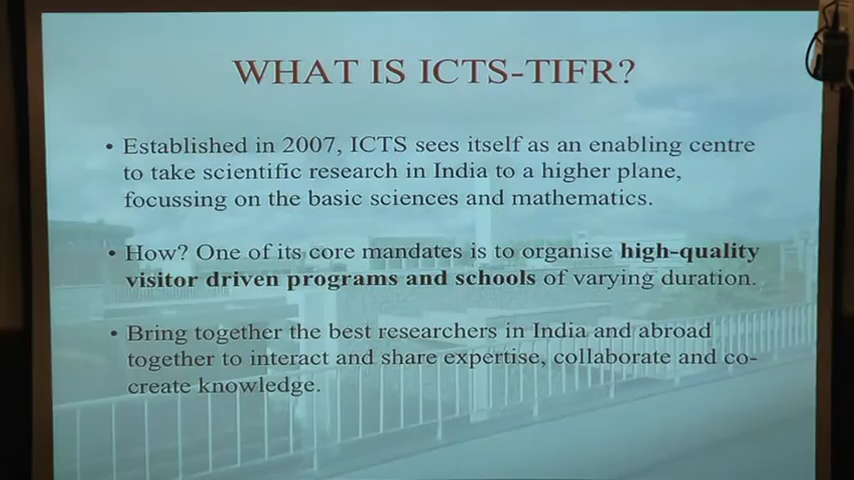 WHAT IS ICTS-TIFR?
• Established in 2007, ICTS sees itself as an enabling centre
to take scientific research in India to a higher plane,
focussing on the basic sciences and mathematics.
• How? One of its core mandates is to organise high-quality
visitor driven programs and schools of varying duration.
• Bring together the best researchers in India and abroad
together to interact and share expertise, collaborate and co-
create knowledge.